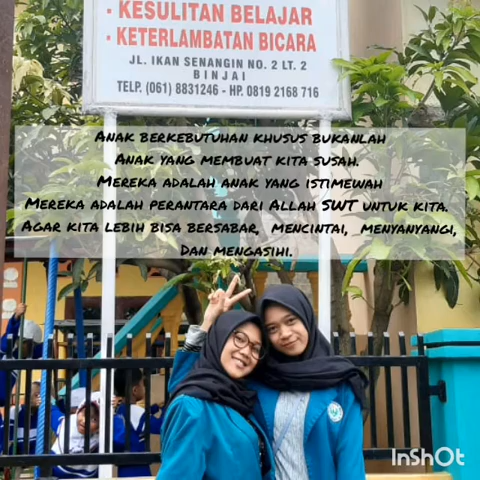 · KESULITAN BELAJAR
· KETERLAMBATAN BICARA
JL. IKAN SENANGIN NO. 2 LT. 2
BINJAI
TELP. (061) 8831246 - HP. 0819 2168 716
Anak berkebutuhan khusus bukanlah
Anak yang membuat kita susah.
Mereka adalah anak yang istimewah
Mereka adalah perantara dari Allah SWT untuk kita.
Agar kita lebih bisa bersabar, mencintai, menyanyangi,
Dan mengasihi.
InShOt